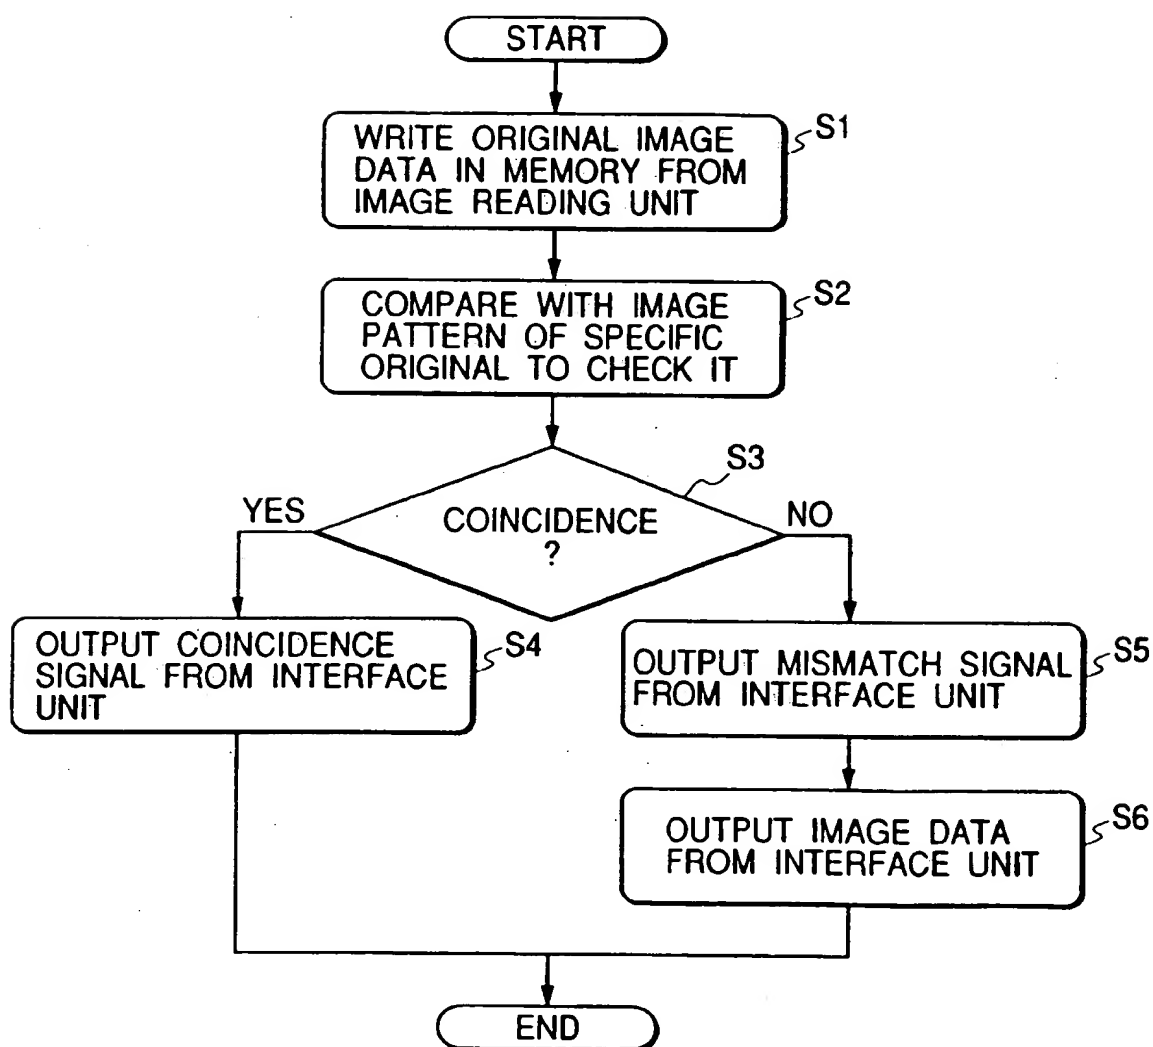 START
WRITE ORIGINAL IMAGE
DATA IN MEMORY FROM
IMAGE READING UNIT
S1
COMPARE WITH IMAGE
PATTERN OF SPECIFIC
ORIGINAL TO CHECK IT
S2
COINCIDENCE
?
S3
YES
NO
OUTPUT COINCIDENCE
SIGNAL FROM INTERFACE
UNIT
S4
OUTPUT MISMATCH SIGNAL
FROM INTERFACE UNIT
S5
OUTPUT IMAGE DATA
FROM INTERFACE UNIT
S6
END